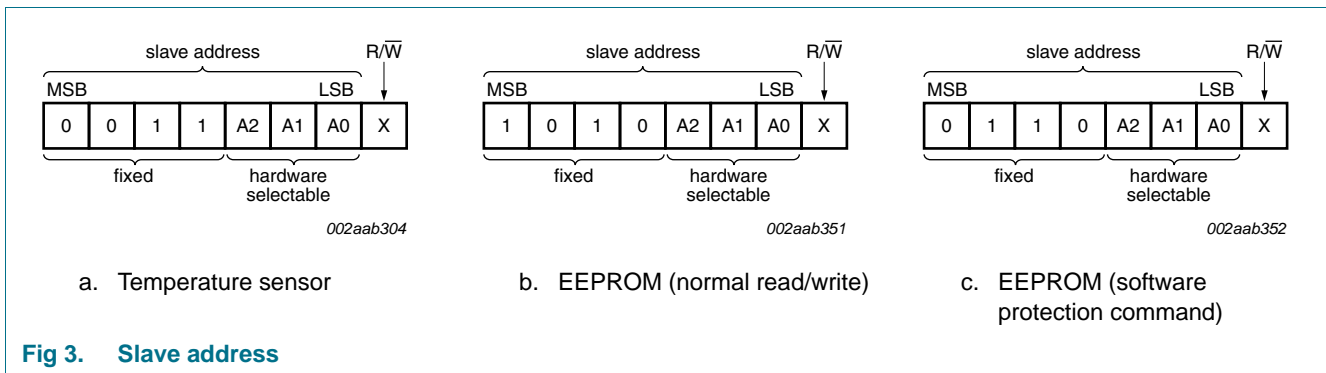 slave address R/W̅
MSB LSB
0 0 1 1 A2 A1 A0 X
fixed hardware
selectable
002aab304
a. Temperature sensor
slave address R/W̅
MSB LSB
1 0 1 0 A2 A1 A0 X
fixed hardware
selectable
002aab351
b. EEPROM (normal read/write)
slave address R/W̅
MSB LSB
0 1 1 0 A2 A1 A0 X
fixed hardware
selectable
002aab352
c. EEPROM (software
protection command)
Fig 3. Slave address